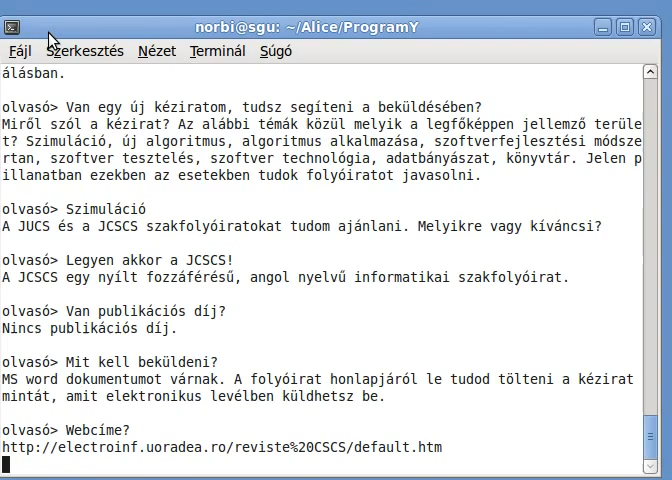 norbi@sgu: ~/Alice/ProgramY
Fájl Szerkesztés Nézet Terminál Súgó
álásban.
olvasó> Van egy új kéziratom, tudsz segíteni a beküldésében?
Miről szól a kézirat? Az alábbi témák közül melyik a legfőképpen jellemző terüle
t? Szimuláció, új algoritmus, algoritmus alkalmazása, szoftverfejlesztési módsze
rtan, szoftver tesztelés, szoftver technológia, adatbányászat, könyvtár. Jelen p
illanatban ezekben az esetekben tudok folyóiratot javasolni.
olvasó> Szimuláció
A JUCS és a JCSCS szakfolyóiratokat tudom ajánlani. Melyikre vagy kíváncsi?
olvasó> Legyen akkor a JCSCS!
A JCSCS egy nyílt fozzáférésű, angol nyelvű informatikai szakfolyóirat.
olvasó> Van publikációs díj?
Nincs publikációs díj.
olvasó> Mit kell beküldeni?
MS word dokumentumot várnak. A folyóirat honlapjáról le tudod tölteni a kézirat
mintát, amit elektronikus levélben küldhetsz be.
olvasó> Webcíme?
http://electroinf.uoradea.ro/reviste%20CSCS/default.htm